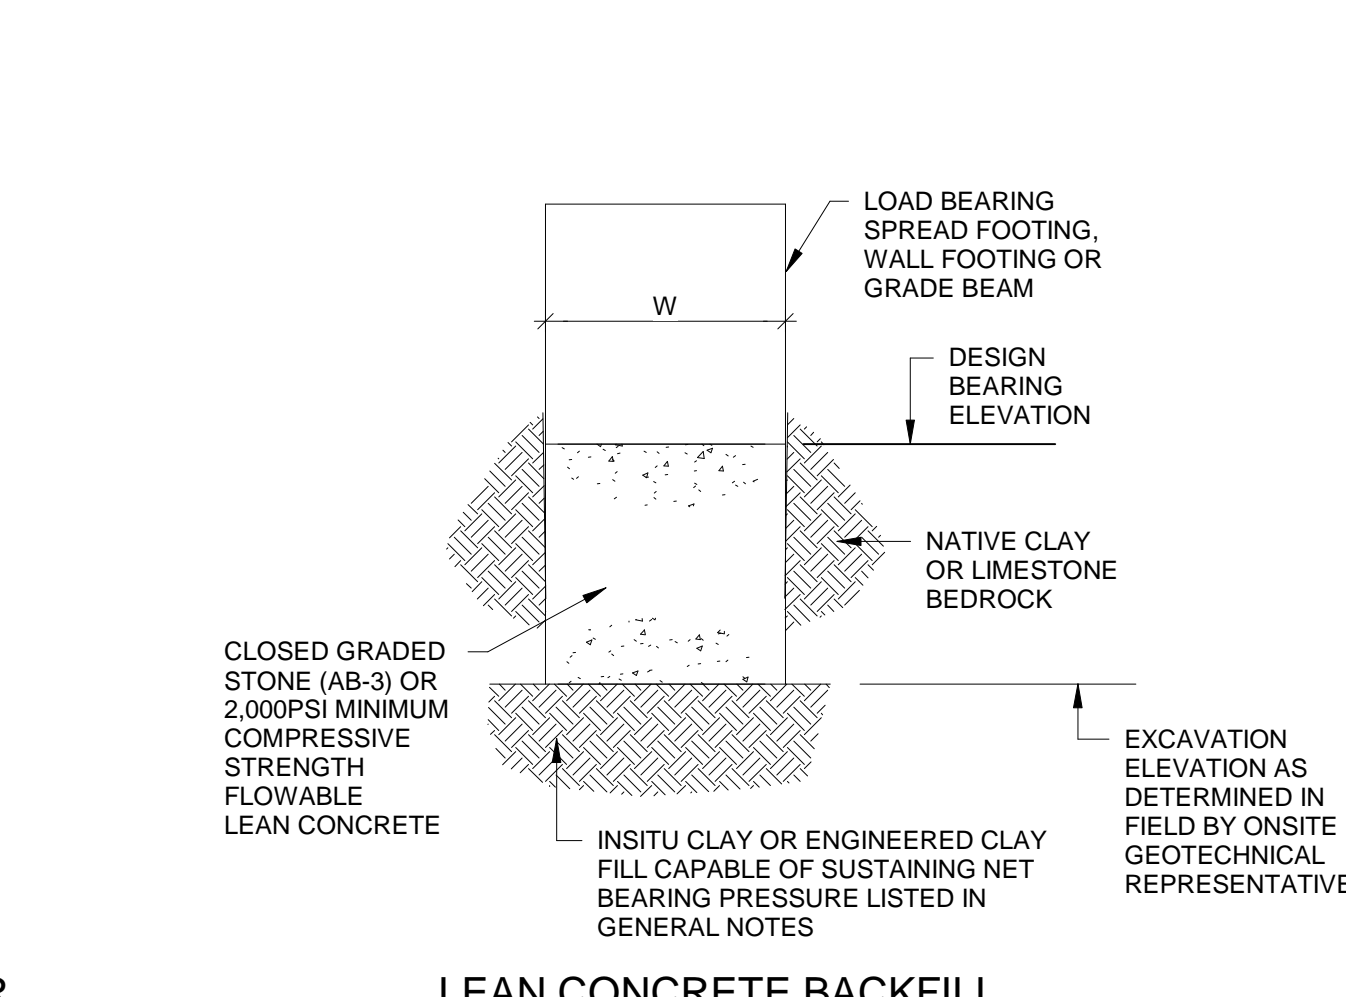 LOAD BEARING
SPREAD FOOTING,
WALL FOOTING OR
GRADE BEAM
W
DESIGN
BEARING
ELEVATION
NATIVE CLAY
OR LIMESTONE
BEDROCK
CLOSED GRADED
STONE (AB-3) OR
2,000PSI MINIMUM
COMPRESSIVE
STRENGTH
FLOWABLE
LEAN CONCRETE
EXCAVATION
ELEVATION AS
DETERMINED IN
FIELD BY ONSITE
GEOTECHNICAL
REPRESENTATIVE
INSITU CLAY OR ENGINEERED CLAY
FILL CAPABLE OF SUSTAINING NET
BEARING PRESSURE LISTED IN
GENERAL NOTES
LEAN CONCRETE BACKFILL